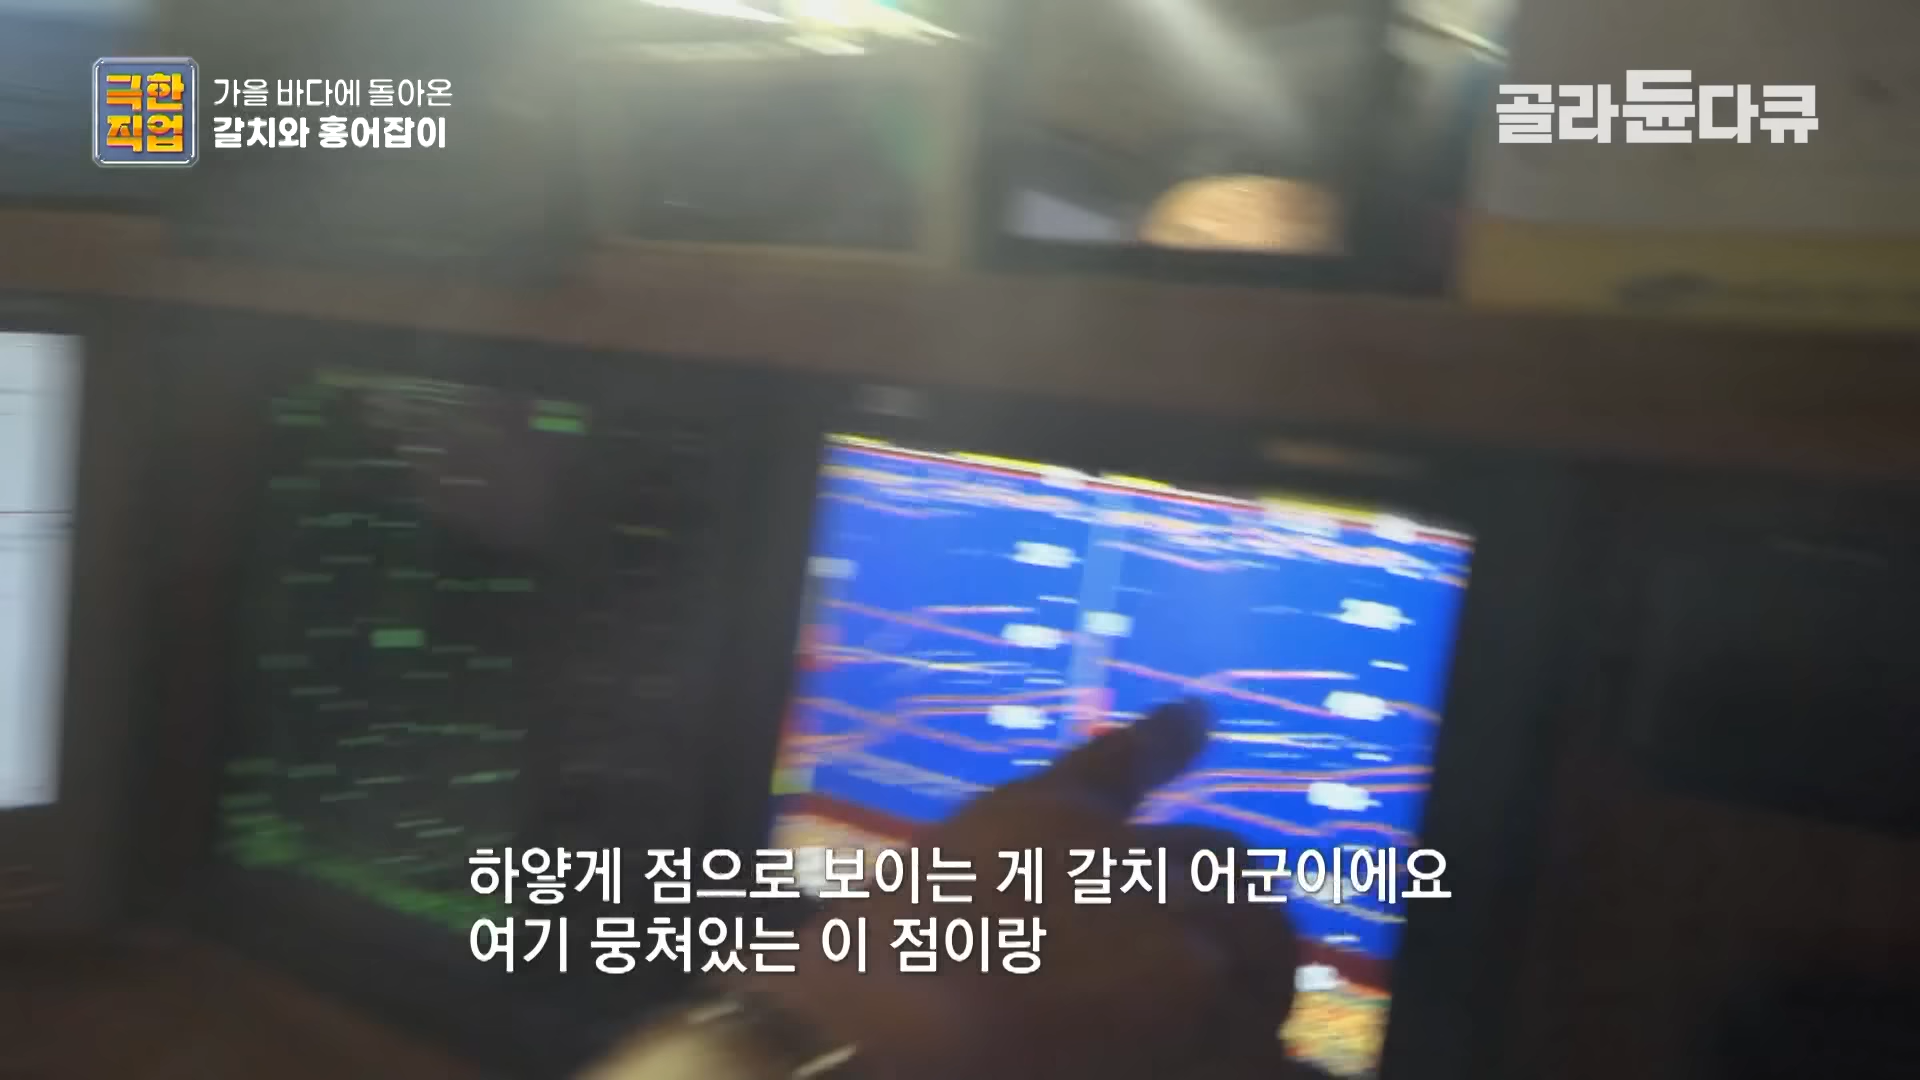 극한
직업
가을 바다에 돌아온
갈치와 홍어잡이
골라둔다큐
하얗게 점으로 보이는 게 갈치 어군이에요
여기 뭉쳐있는 이 점이랑